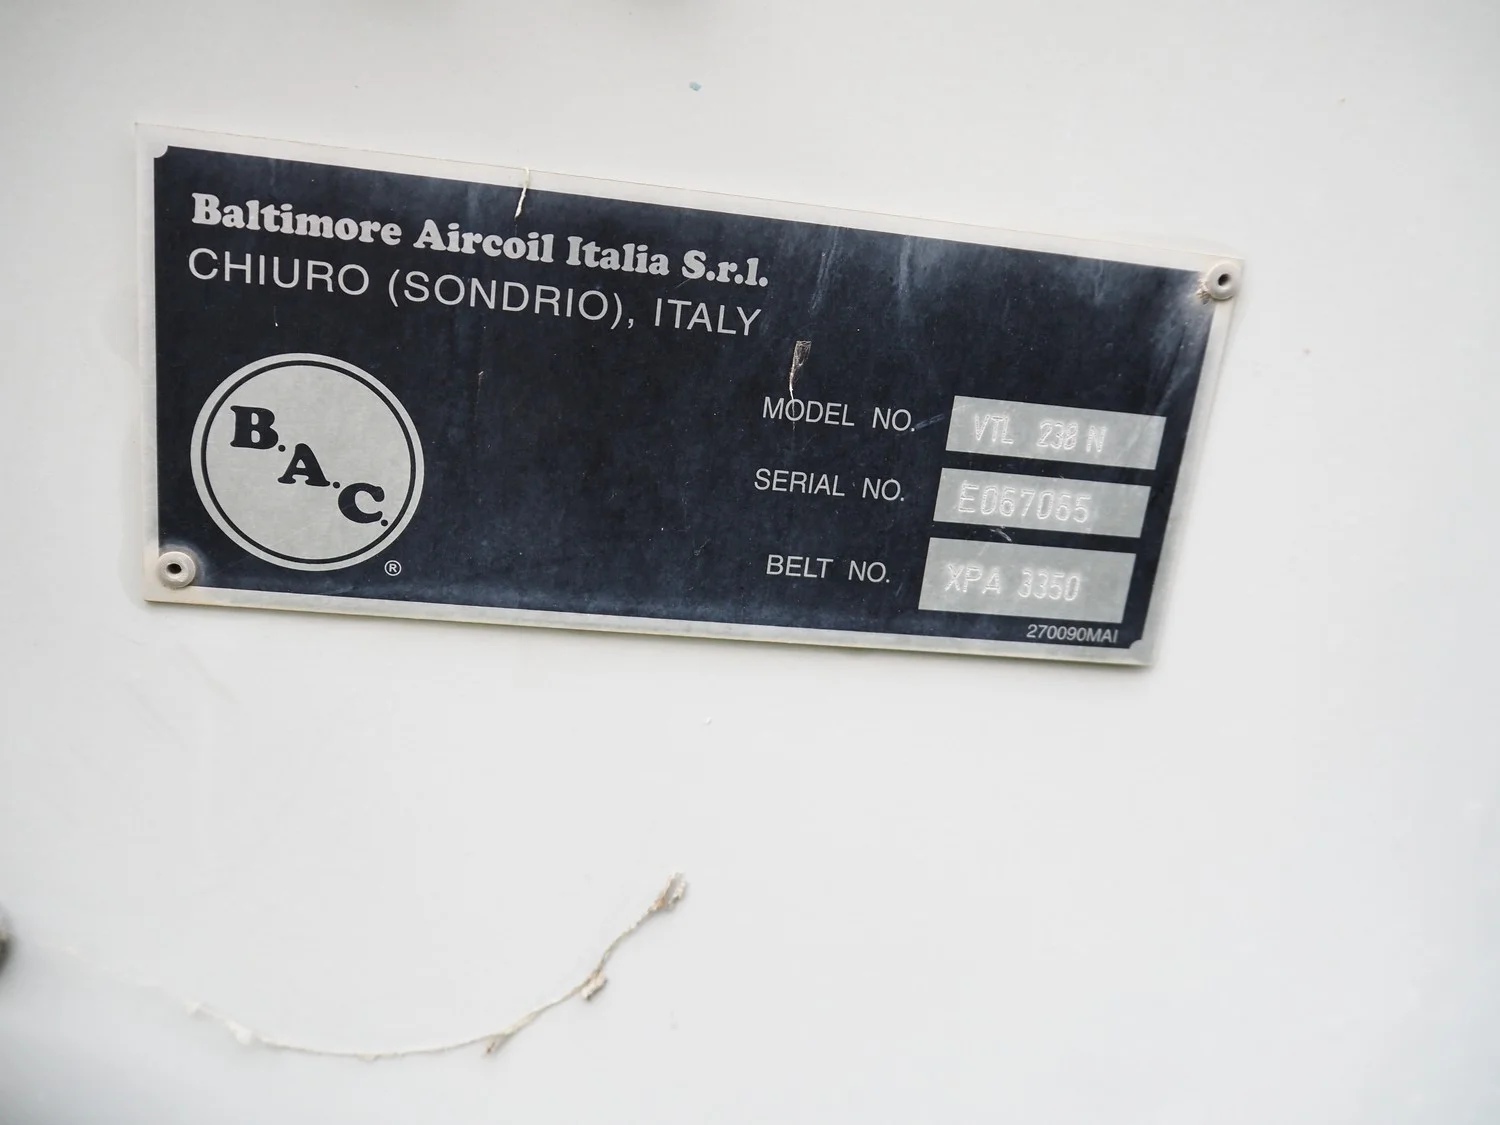 Baltimore Aircoil Italia S.r.l.
CHIURO (SONDRIO), ITALY
B.A.C.
®
MODEL NO. VTL 238 N
SERIAL NO. E067065
BELT NO. XPA 3350
270090MAI